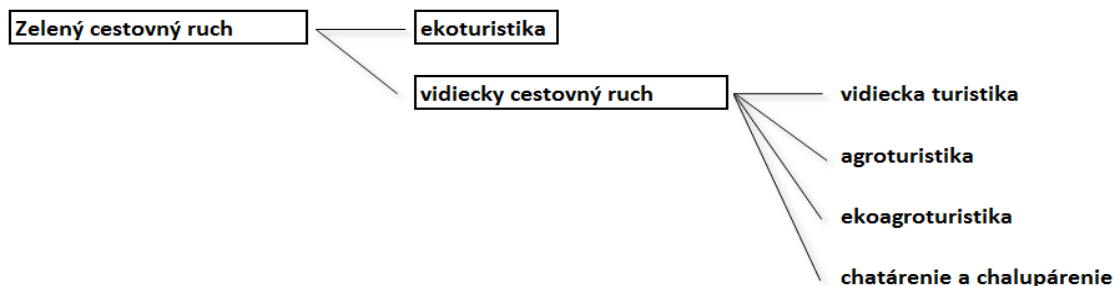 Zelený cestovný ruch
ekoturistika
vidiecky cestovný ruch
vidiecka turistika
agroturistika
ekoagroturistika
chatárenie a chalupárenie